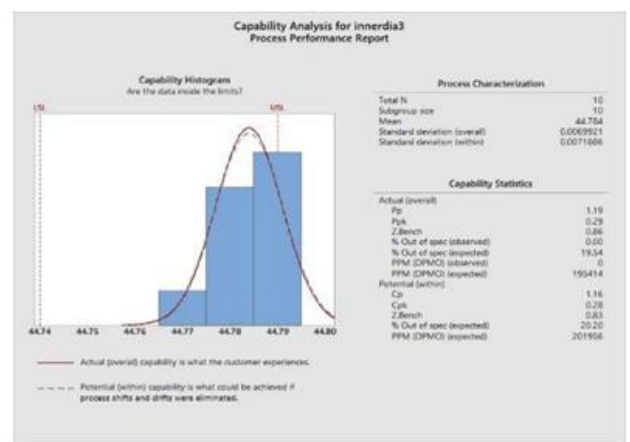 Capability Analysis for innerdia3
Process Performance Report
Capability Histogram
Are the data inside the limits?
LSL USL
44.74 44.75 44.76 44.77 44.78 44.79 44.80
Actual (overall) capability is what the customer experiences.
Potential (within) capability is what could be achieved if
process shifts and drifts were eliminated.
Process Characterization
Total N 10
Subgroup size 10
Mean 44.784
Standard deviation (overall) 0.0069921
Standard deviation (within) 0.0071886
Capability Statistics
Actual (overall)
Pp 1.19
Ppk 0.29
Z.Bench 0.86
% Out of spec (observed) 0.00
% Out of spec (expected) 19.54
PPM (DPMO) (observed) 0
PPM (DPMO) (expected) 195414
Potential (within)
Cp 1.16
Cpk 0.28
Z.Bench 0.83
% Out of spec (expected) 20.20
PPM (DPMO) (expected) 201956